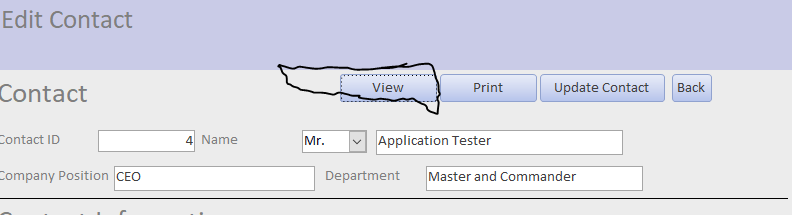 Edit Contact
View Print Update Contact Back
Contact
Contact ID 4 Name Mr. Application Tester
Company Position CEO Department Master and Commander